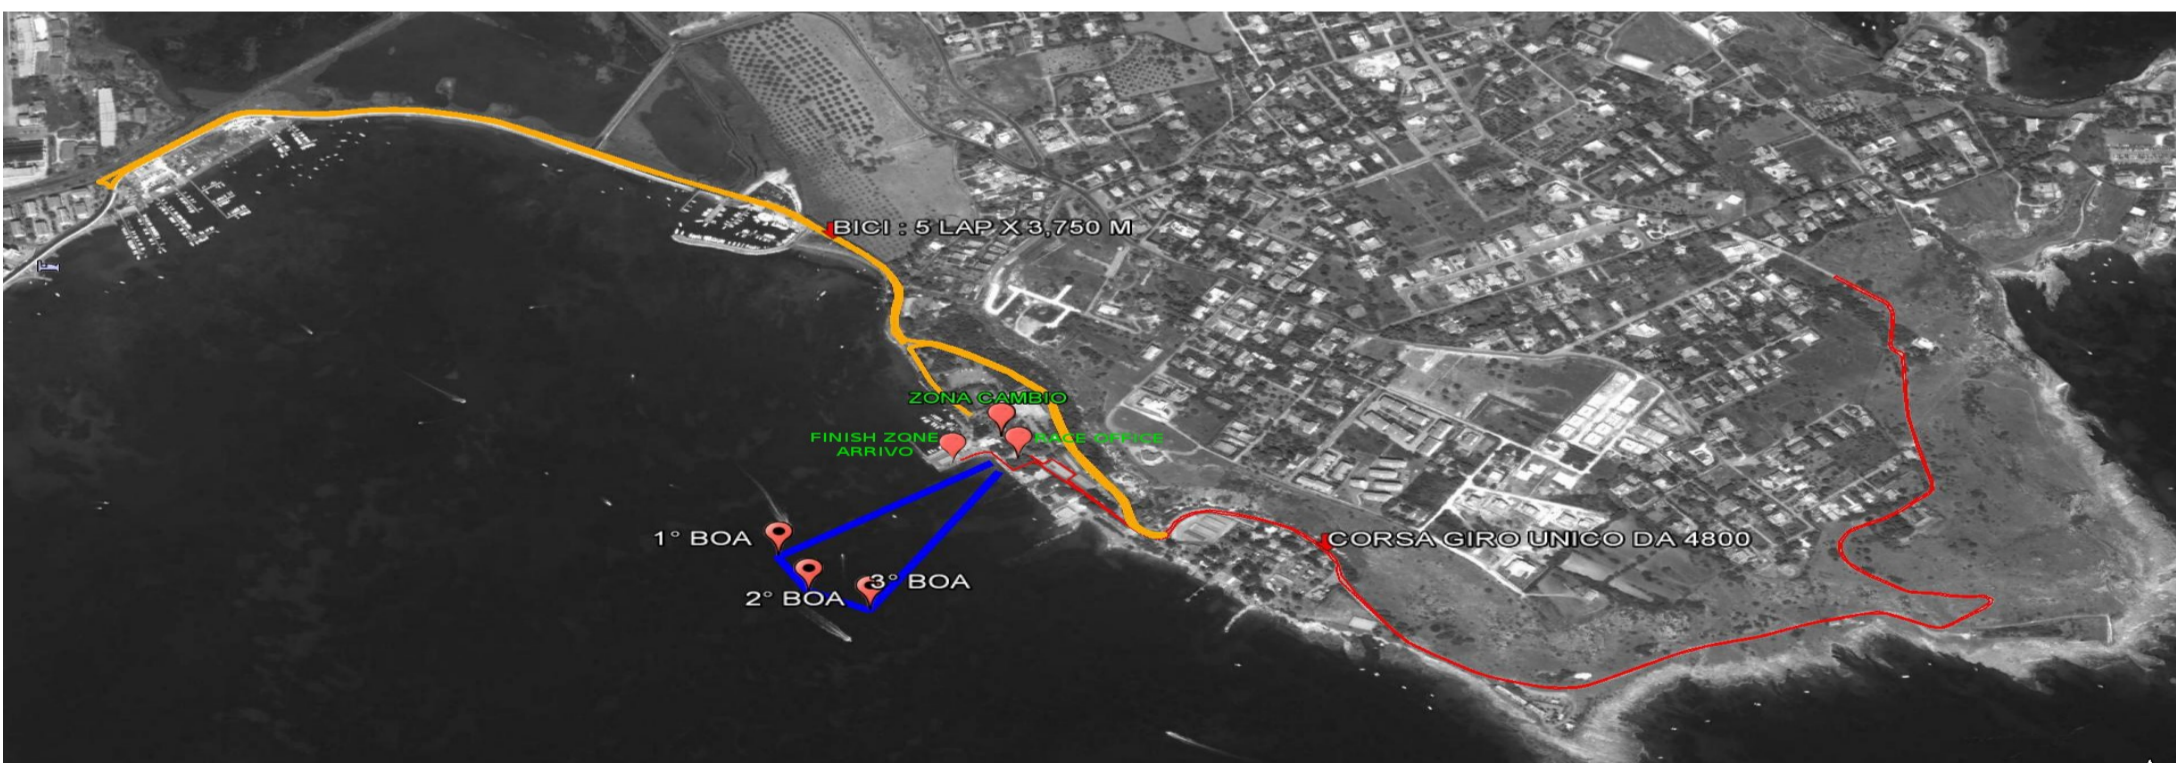 BICI : 5 LAP X 3,750 M
ZONA CAMBIO
FINISH ZONE
ARRIVO
RACE OFFICE
1° BOA
CORSA GIRO UNICO DA 4800
2° BOA
3° BOA